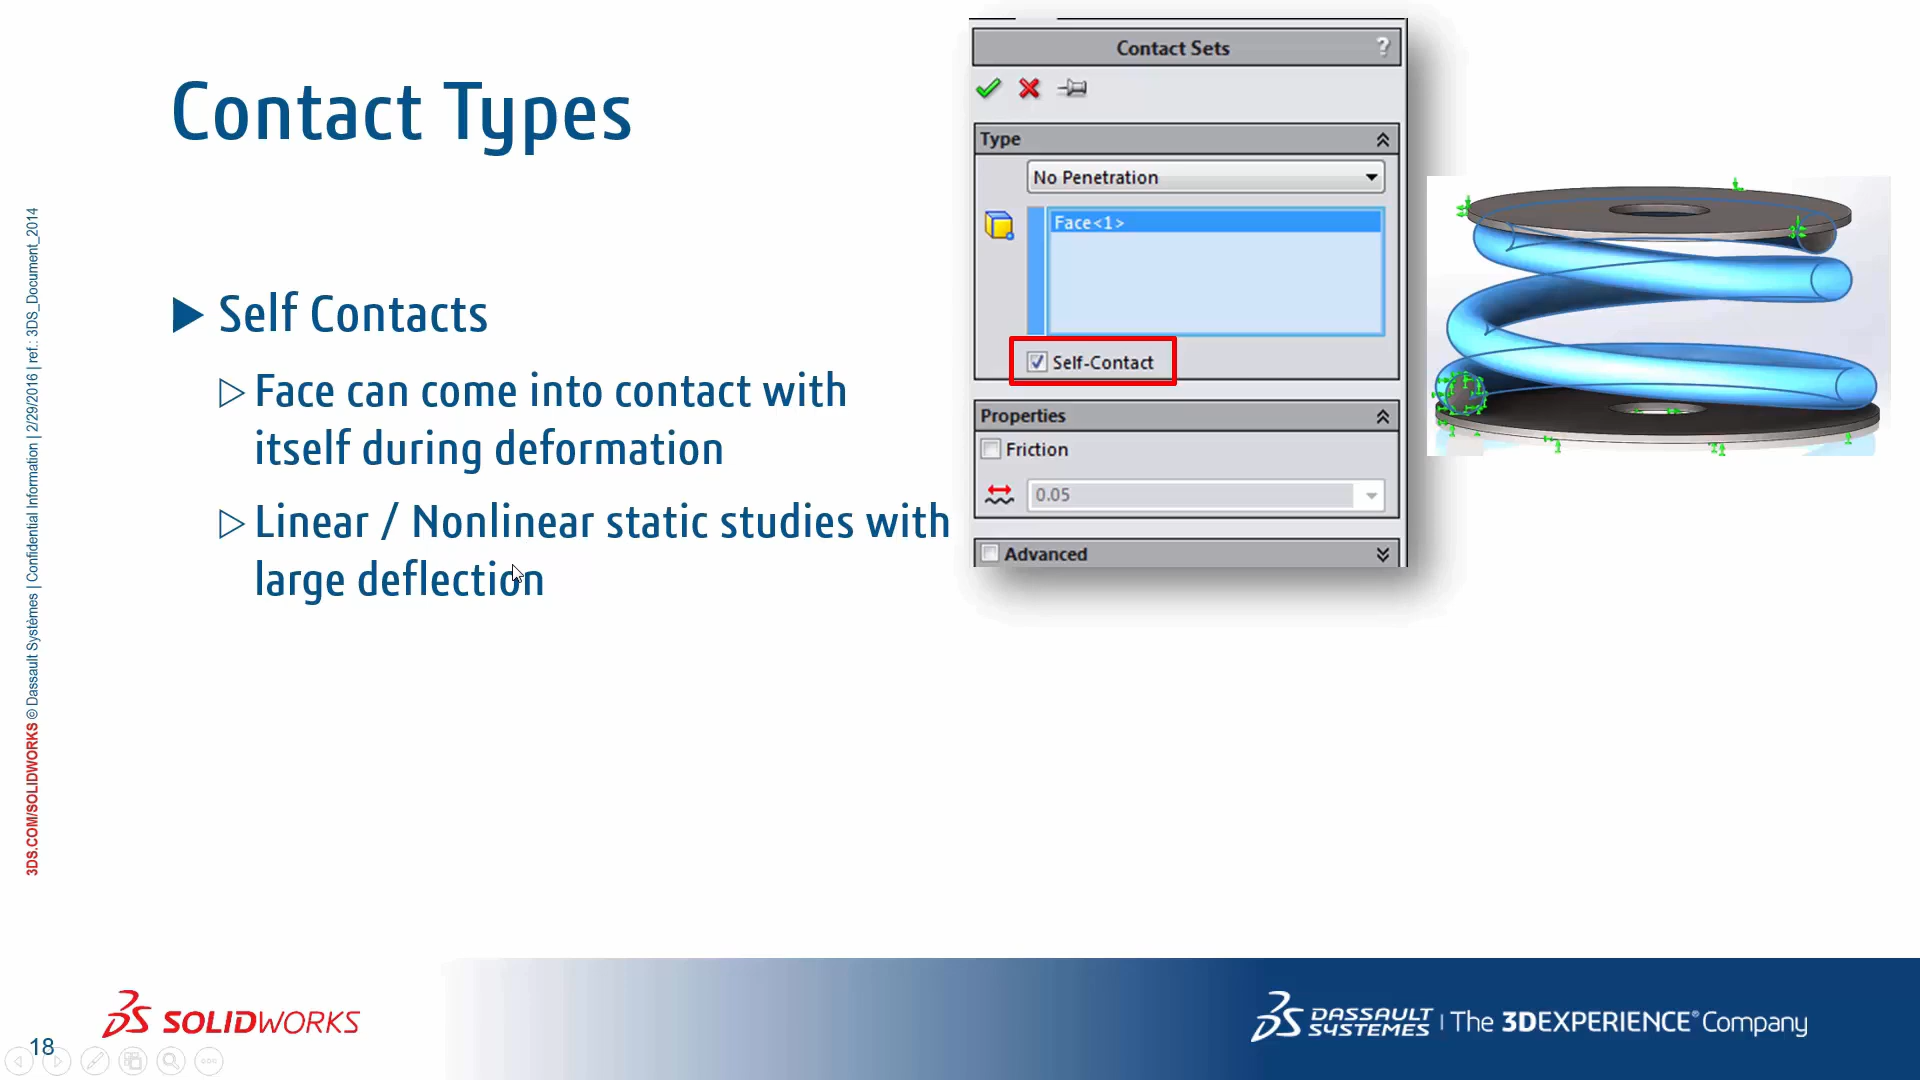 Contact Types
Self Contacts
Face can come into contact with
itself during deformation
Linear / Nonlinear static studies with
large deflection
Contact Sets
?
Type
No Penetration
Face<1>
Self-Contact
Properties
Friction
0.05
Advanced
3DS.COM/SOLIDWORKS © Dassault Systèmes | Confidential Information | 2/29/2016 | ref.: 3DS_Document_2014
18
SOLIDWORKS
DASSAULT
SYSTEMES
The 3DEXPERIENCE® Company